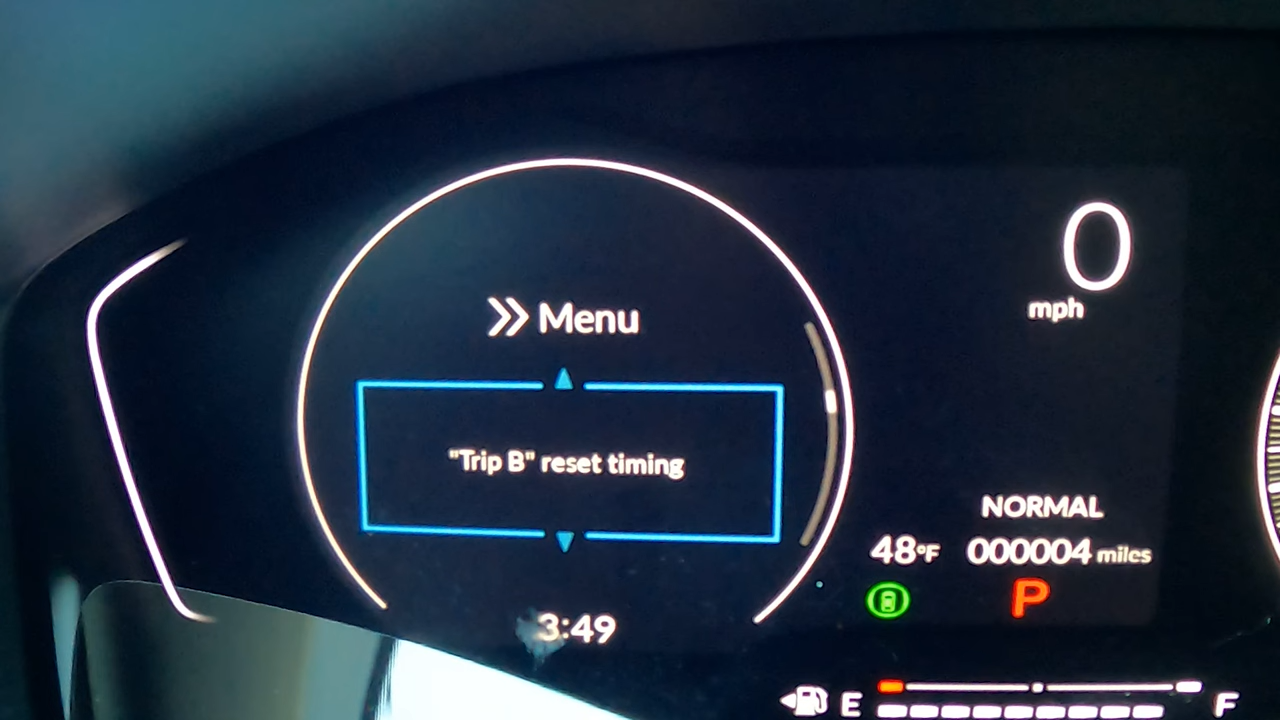 Menu
"Trip B" reset timing
3:49
0
mph
NORMAL
48°F 000004 miles
P
E F